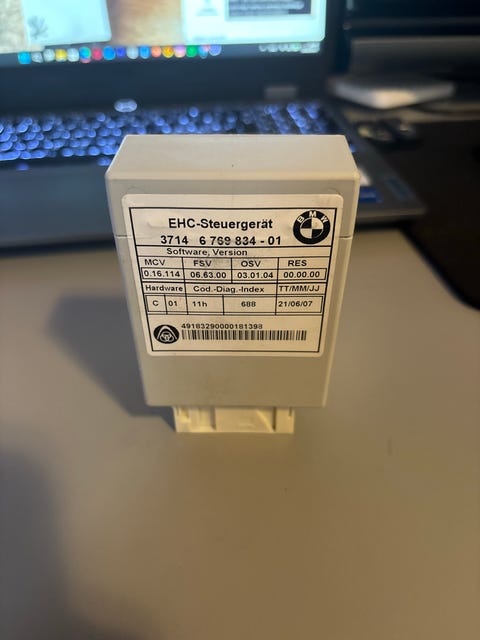 EHC-Steuergerät
BMW
3714 6 769 834 - 01
Software, Version
MCV FSV OSV RES
0.16.114 06.63.00 03.01.04 00.00.00
Hardware Cod.-Diag.-Index TT/MM/JJ
C 01 11h 688 21/06/07
49183290000181398